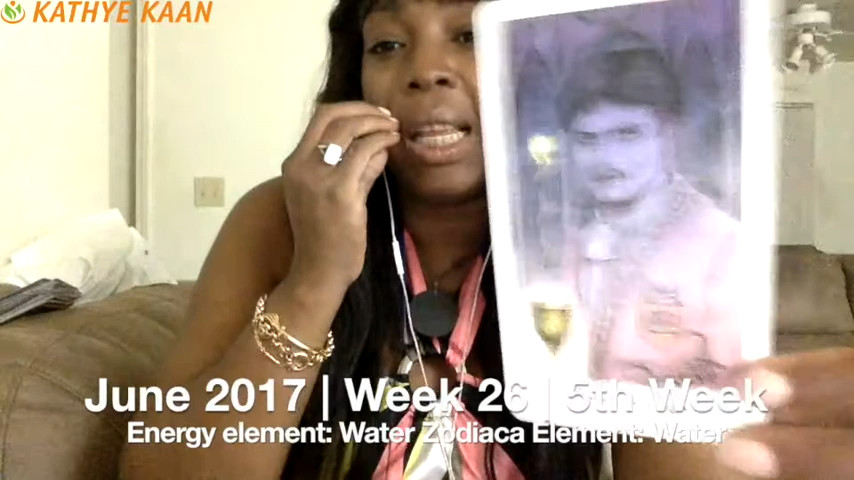 KATHYE KAAN
June 2017 | Week 26 | 5th Week
Energy element: Water Zodiaca Element: Water